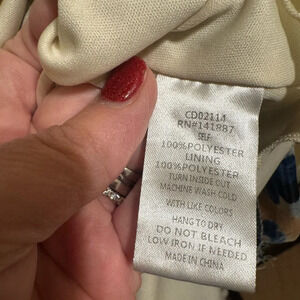 CD02114
RN#141887
SELF:
100%POLYESTER
LINING
100%POLYESTER
TURN INSIDE OUT
MACHINE WASH COLD
WITH LIKE COLORS
HANG TO DRY
DO NOT BLEACH
LOW IRON IF NEEDED
MADE IN CHINA